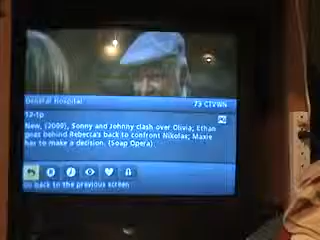 General Hospital 73 CTVWN
12-1p
New, (2009), Sonny and Johnny clash over Olivia; Ethan
goes behind Rebecca's back to confront Nikolas; Maxie
has to make a decision. (Soap Opera)
Go back to the previous screen